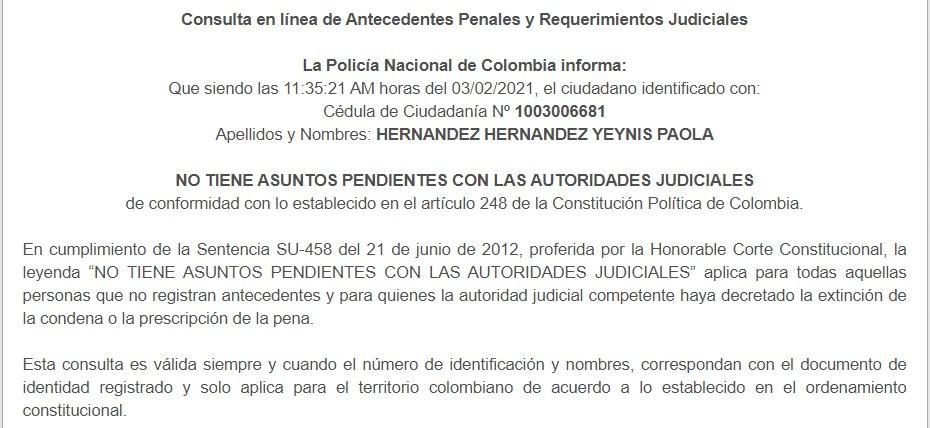 Consulta en línea de Antecedentes Penales y Requerimientos Judiciales
La Policía Nacional de Colombia informa:
Que siendo las 11:35:21 AM horas del 03/02/2021, el ciudadano identificado con:
Cédula de Ciudadanía Nº 1003006681
Apellidos y Nombres: HERNANDEZ HERNANDEZ YEYNIS PAOLA
NO TIENE ASUNTOS PENDIENTES CON LAS AUTORIDADES JUDICIALES
de conformidad con lo establecido en el artículo 248 de la Constitución Política de Colombia.
En cumplimiento de la Sentencia SU-458 del 21 de junio de 2012, proferida por la Honorable Corte Constitucional, la
leyenda “NO TIENE ASUNTOS PENDIENTES CON LAS AUTORIDADES JUDICIALES” aplica para todas aquellas
personas que no registran antecedentes y para quienes la autoridad judicial competente haya decretado la extinción de
la condena o la prescripción de la pena.
Esta consulta es válida siempre y cuando el número de identificación y nombres, correspondan con el documento de
identidad registrado y solo aplica para el territorio colombiano de acuerdo a lo establecido en el ordenamiento
constitucional.